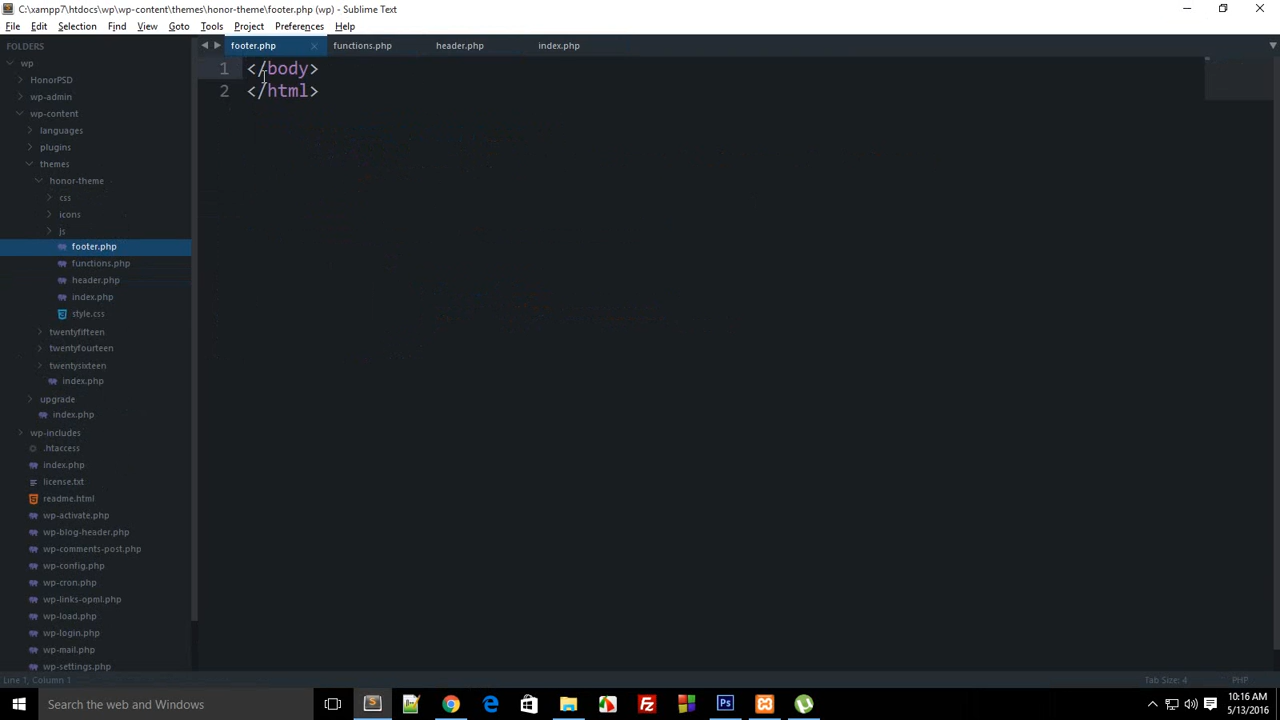 C:\xampp7\htdocs\wp\wp-content\themes\honor-theme\footer.php (wp) - Sublime Text
File Edit Selection Find View Goto Tools Project Preferences Help
FOLDERS
wp
HonorPSD
wp-admin
wp-content
languages
plugins
themes
honor-theme
css
icons
js
footer.php
functions.php
header.php
index.php
style.css
twentyfifteen
twentyfourteen
twentysixteen
index.php
upgrade
index.php
wp-includes
.htaccess
index.php
license.txt
readme.html
wp-activate.php
wp-blog-header.php
wp-comments-post.php
wp-config.php
wp-cron.php
wp-links-opml.php
wp-load.php
wp-login.php
wp-mail.php
wp-settings.php
footer.php functions.php header.php index.php
1 </body>
2 </html>
Line 1, Column 1 Tab Size: 4 PHP
Search the web and Windows
10:16 AM
5/13/2016